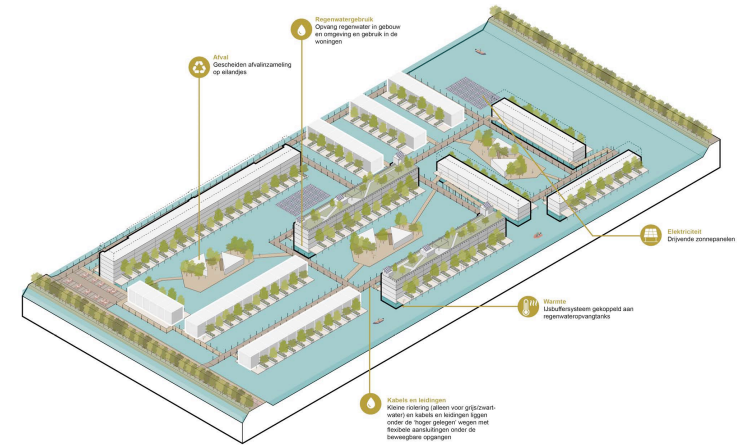 Regenwatergebruik
Opvang regenwater in gebouw
en omgeving en gebruik in de
woningen
Afval
Gescheiden afvalinzameling
op eilandjes
Elektriciteit
Drijvende zonnepanelen
Warmte
IJsbuffersysteem gekoppeld aan
regenwateropvangtanks
Kabels en leidingen
Kleine riolering (alleen voor grijs/zwart-
water) en kabels en leidingen liggen
onder de 'hoger gelegen' wegen met
flexibele aansluitingen onder de
beweegbare opgangen